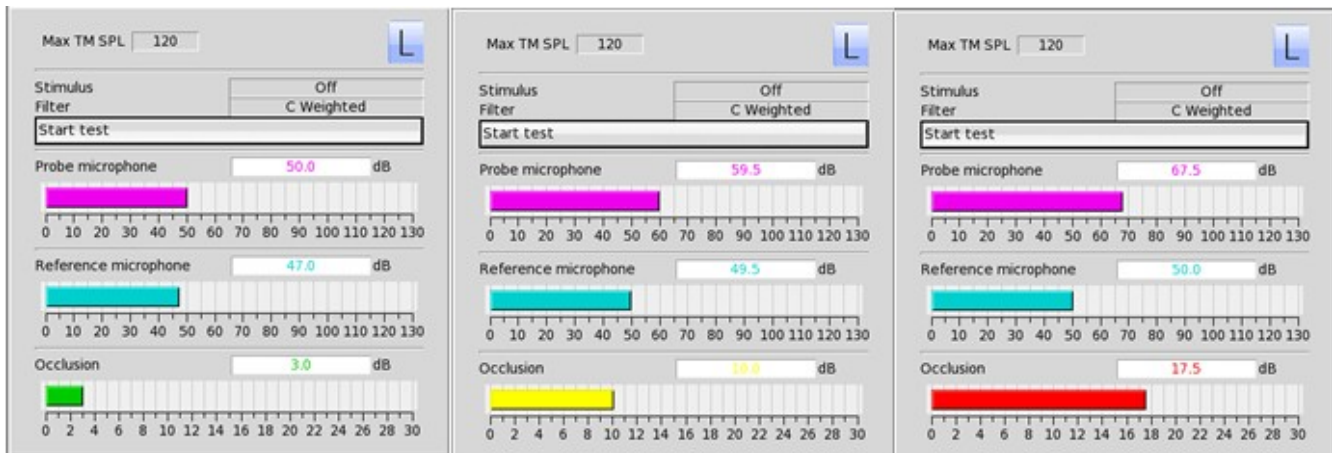 Max TM SPL 120 L
Stimulus Off
Filter C Weighted
Start test
Probe microphone 50.0 dB
0 10 20 30 40 50 60 70 80 90 100 110 120 130
Reference microphone 47.0 dB
0 10 20 30 40 50 60 70 80 90 100 110 120 130
Occlusion 3.0 dB
0 2 4 6 8 10 12 14 16 18 20 22 24 26 28 30
Max TM SPL 120 L
Stimulus Off
Filter C Weighted
Start test
Probe microphone 59.5 dB
0 10 20 30 40 50 60 70 80 90 100 110 120 130
Reference microphone 49.5 dB
0 10 20 30 40 50 60 70 80 90 100 110 120 130
Occlusion 10.0 dB
0 2 4 6 8 10 12 14 16 18 20 22 24 26 28 30
Max TM SPL 120 L
Stimulus Off
Filter C Weighted
Start test
Probe microphone 67.5 dB
0 10 20 30 40 50 60 70 80 90 100 110 120 130
Reference microphone 50.0 dB
0 10 20 30 40 50 60 70 80 90 100 110 120 130
Occlusion 17.5 dB
0 2 4 6 8 10 12 14 16 18 20 22 24 26 28 30